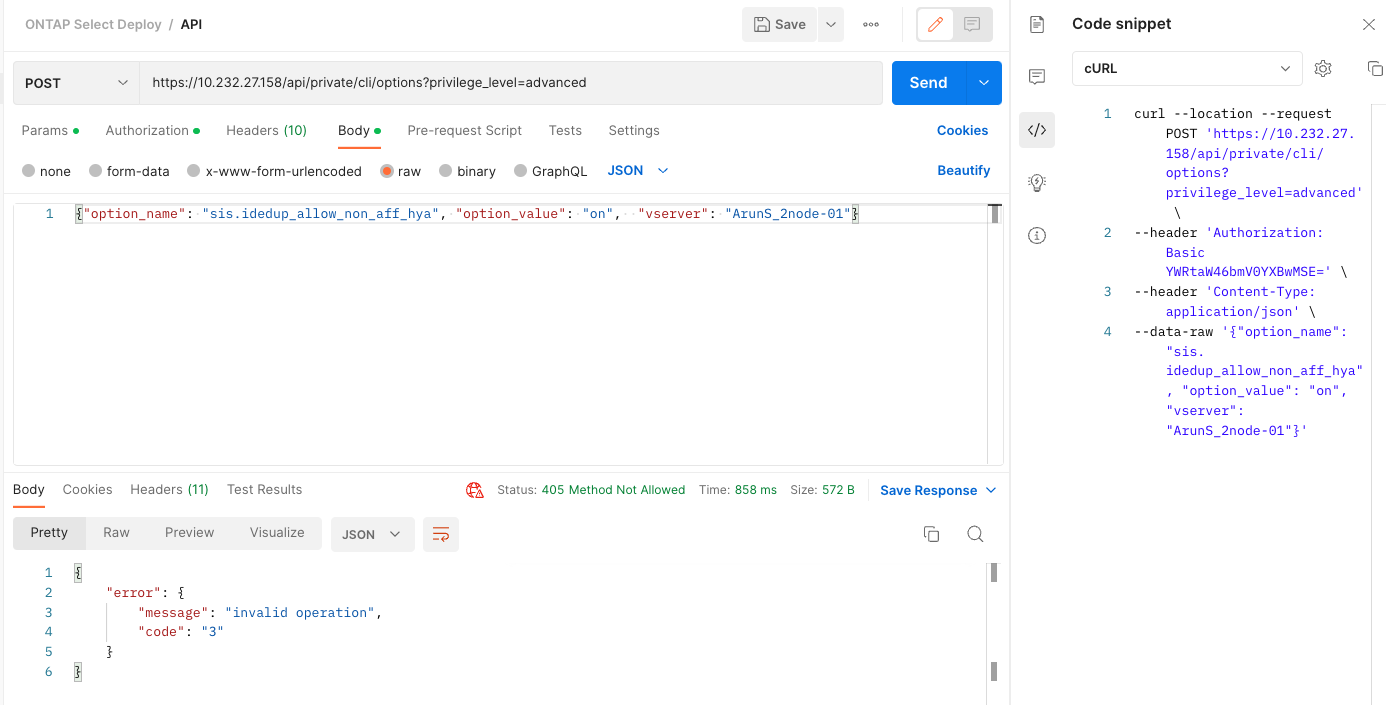 ONTAP Select Deploy / API
Save
POST
https://10.232.27.158/api/private/cli/options?privilege_level=advanced
Send
Params
Authorization
Headers (10)
Body
Pre-request Script
Tests
Settings
Cookies
none
form-data
x-www-form-urlencoded
raw
binary
GraphQL
JSON
Beautify
1 {"option_name": "sis.idedup_allow_non_aff_hya", "option_value": "on",  "vserver": "ArunS_2node-01"}
Body
Cookies
Headers (11)
Test Results
Status: 405 Method Not Allowed
Time: 858 ms
Size: 572 B
Save Response
Pretty
Raw
Preview
Visualize
JSON
1 {
2 "error": {
3 "message": "invalid operation",
4 "code": "3"
5 }
6 }
Code snippet
cURL
1 curl --location --request
POST 'https://10.232.27.
158/api/private/cli/
options?
privilege_level=advanced'
\
2 --header 'Authorization:
Basic
YWRtaW46bmV0YXBwMSE=' \
3 --header 'Content-Type:
application/json' \
4 --data-raw '{"option_name":
"sis.
idedup_allow_non_aff_hya"
, "option_value": "on",
"vserver":
"ArunS_2node-01"}'